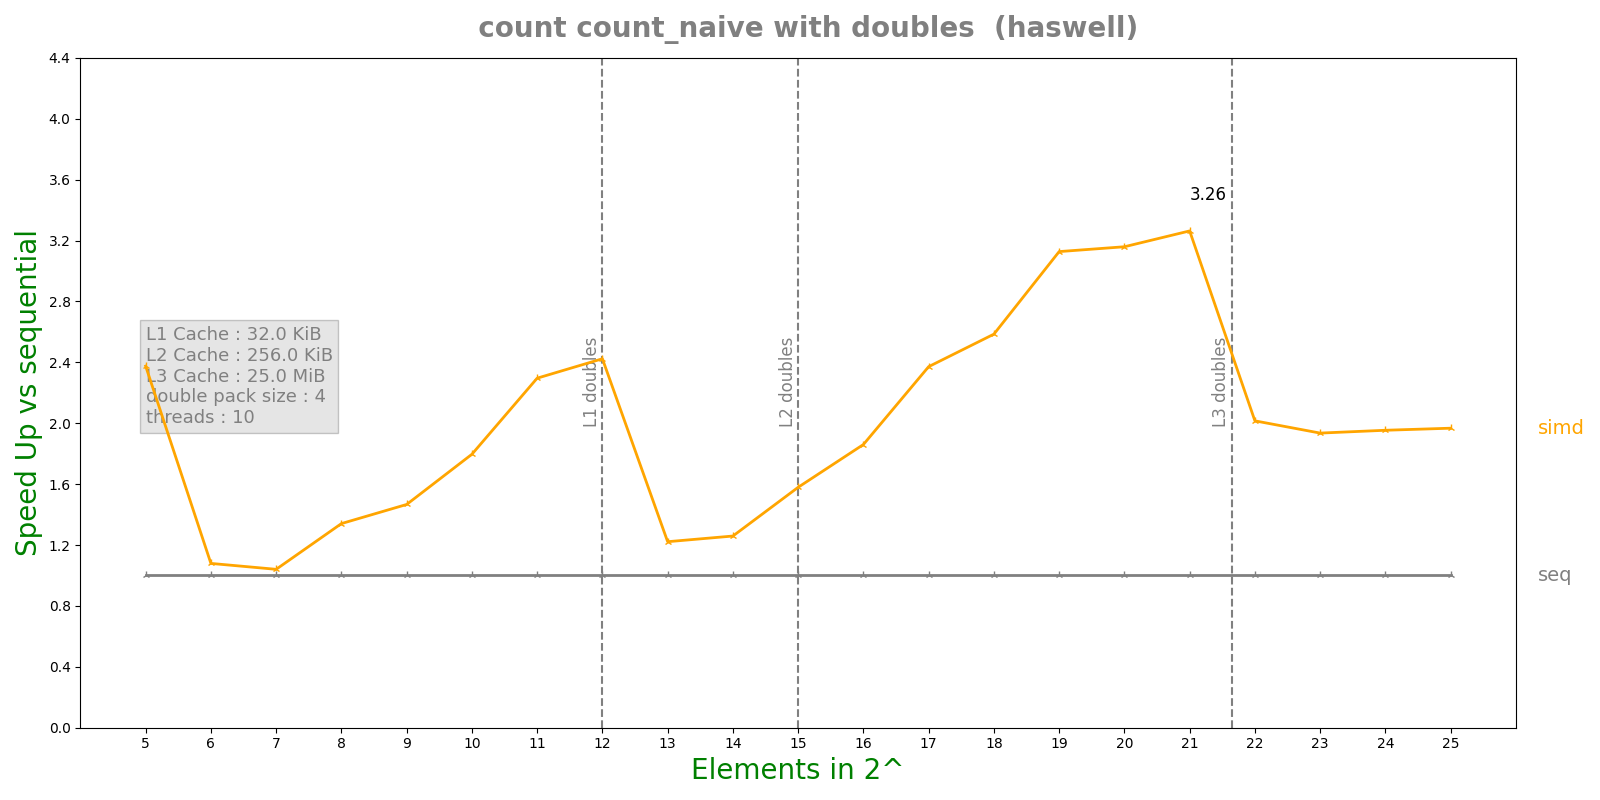 count count_naive with doubles  (haswell)
Speed Up vs sequential
4.4
4.0
3.6
3.2
2.8
2.4
2.0
1.6
1.2
0.8
0.4
0.0
L1 Cache : 32.0 KiB
L2 Cache : 256.0 KiB
L3 Cache : 25.0 MiB
double pack size : 4
threads : 10
L1 doubles
L2 doubles
L3 doubles
3.26
simd
seq
5 6 7 8 9 10 11 12 13 14 15 16 17 18 19 20 21 22 23 24 25
Elements in 2^